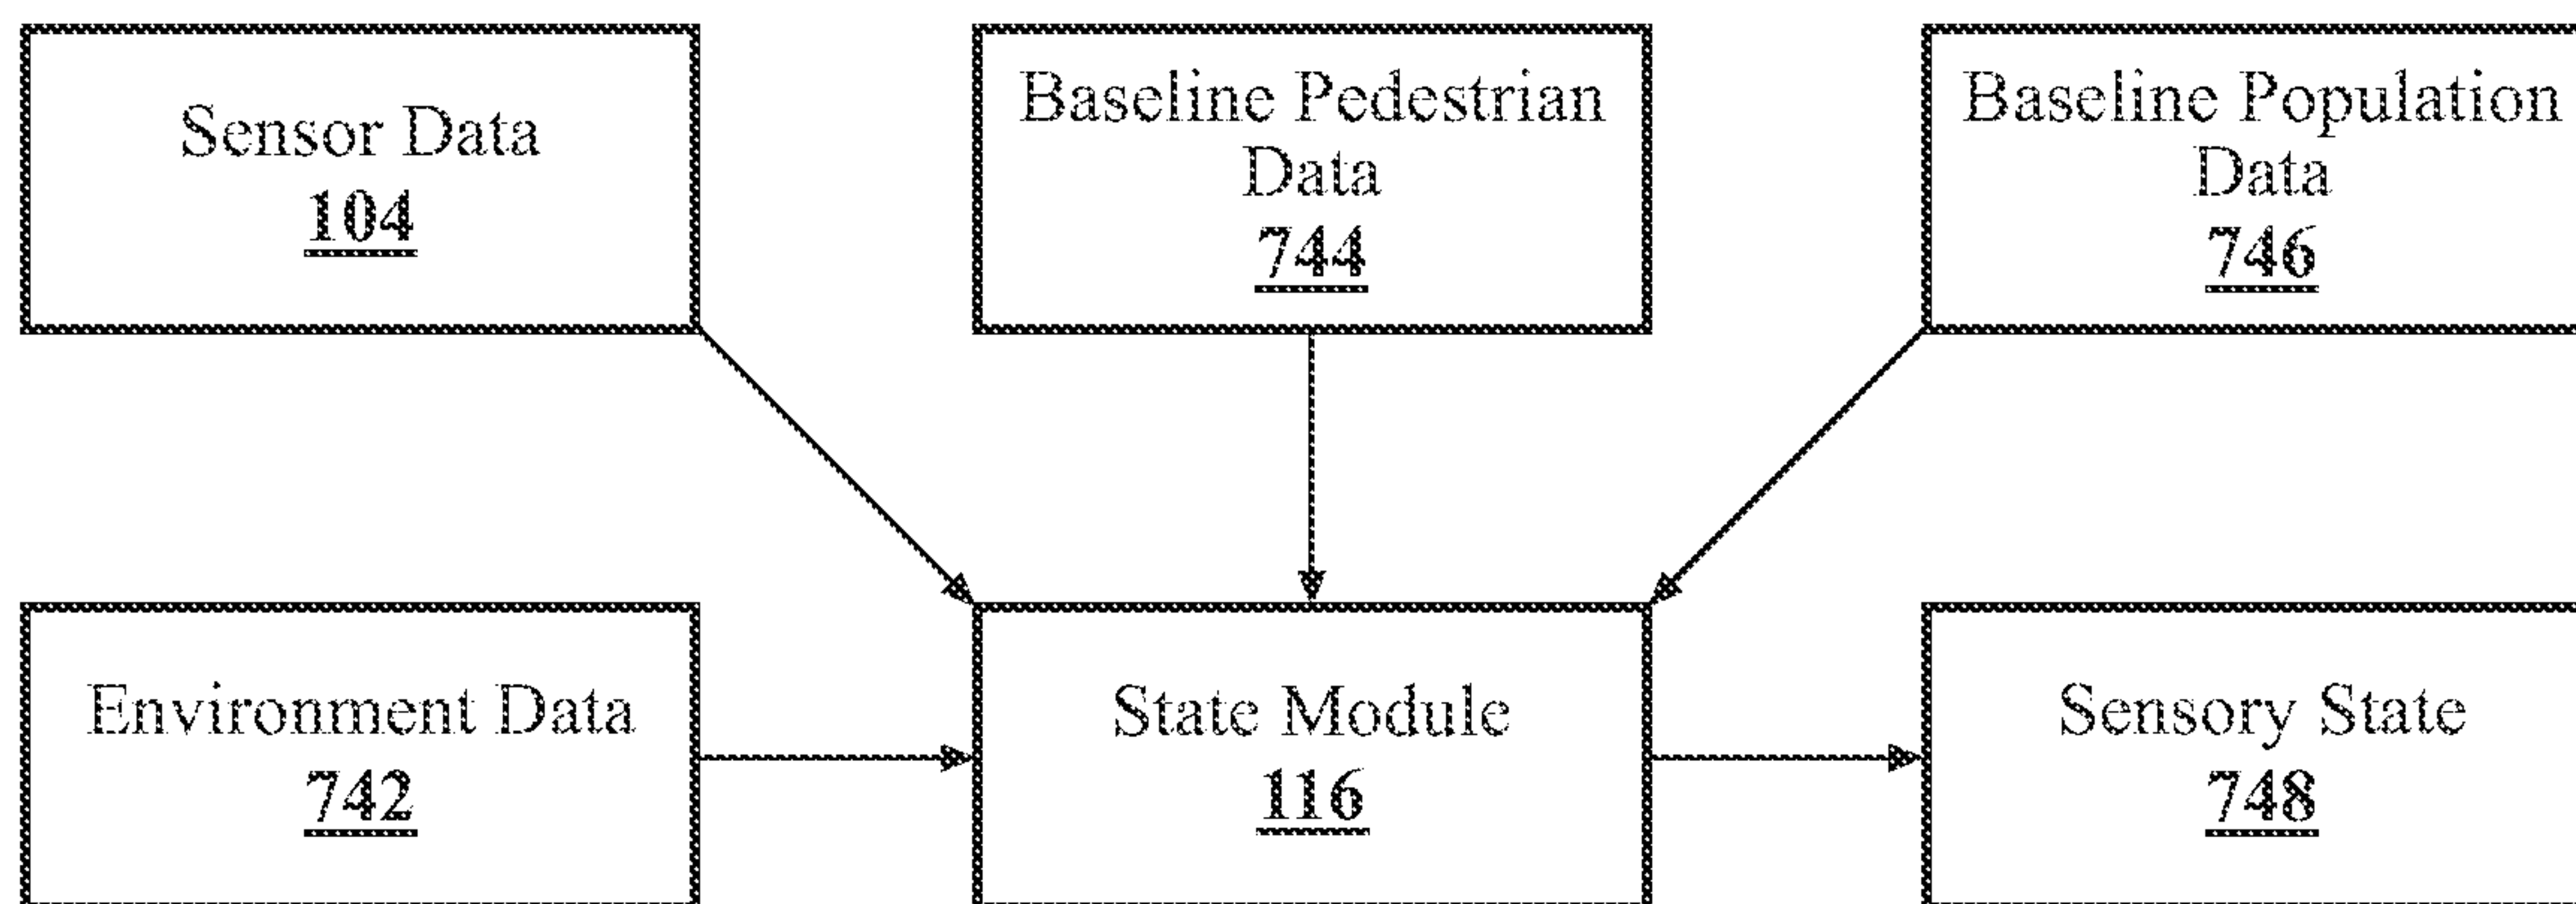 Sensor Data
104
Baseline Pedestrian
Data
744
Baseline Population
Data
746
Environment Data
742
State Module
116
Sensory State
748